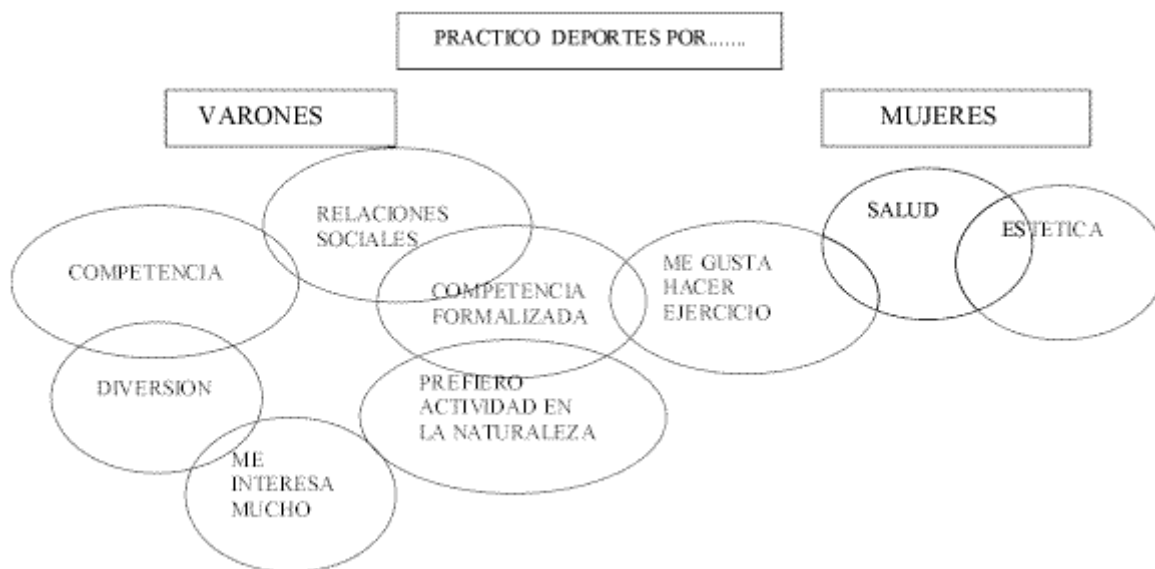 PRACTICO DEPORTES POR.......
VARONES
MUJERES
RELACIONES
SOCIALES
SALUD
ESTETICA
COMPETENCIA
COMPETENCIA
FORMALIZADA
ME GUSTA
HACER
EJERCICIO
DIVERSION
PREFIERO
ACTIVIDAD EN
LA NATURALEZA
ME
INTERESA
MUCHO